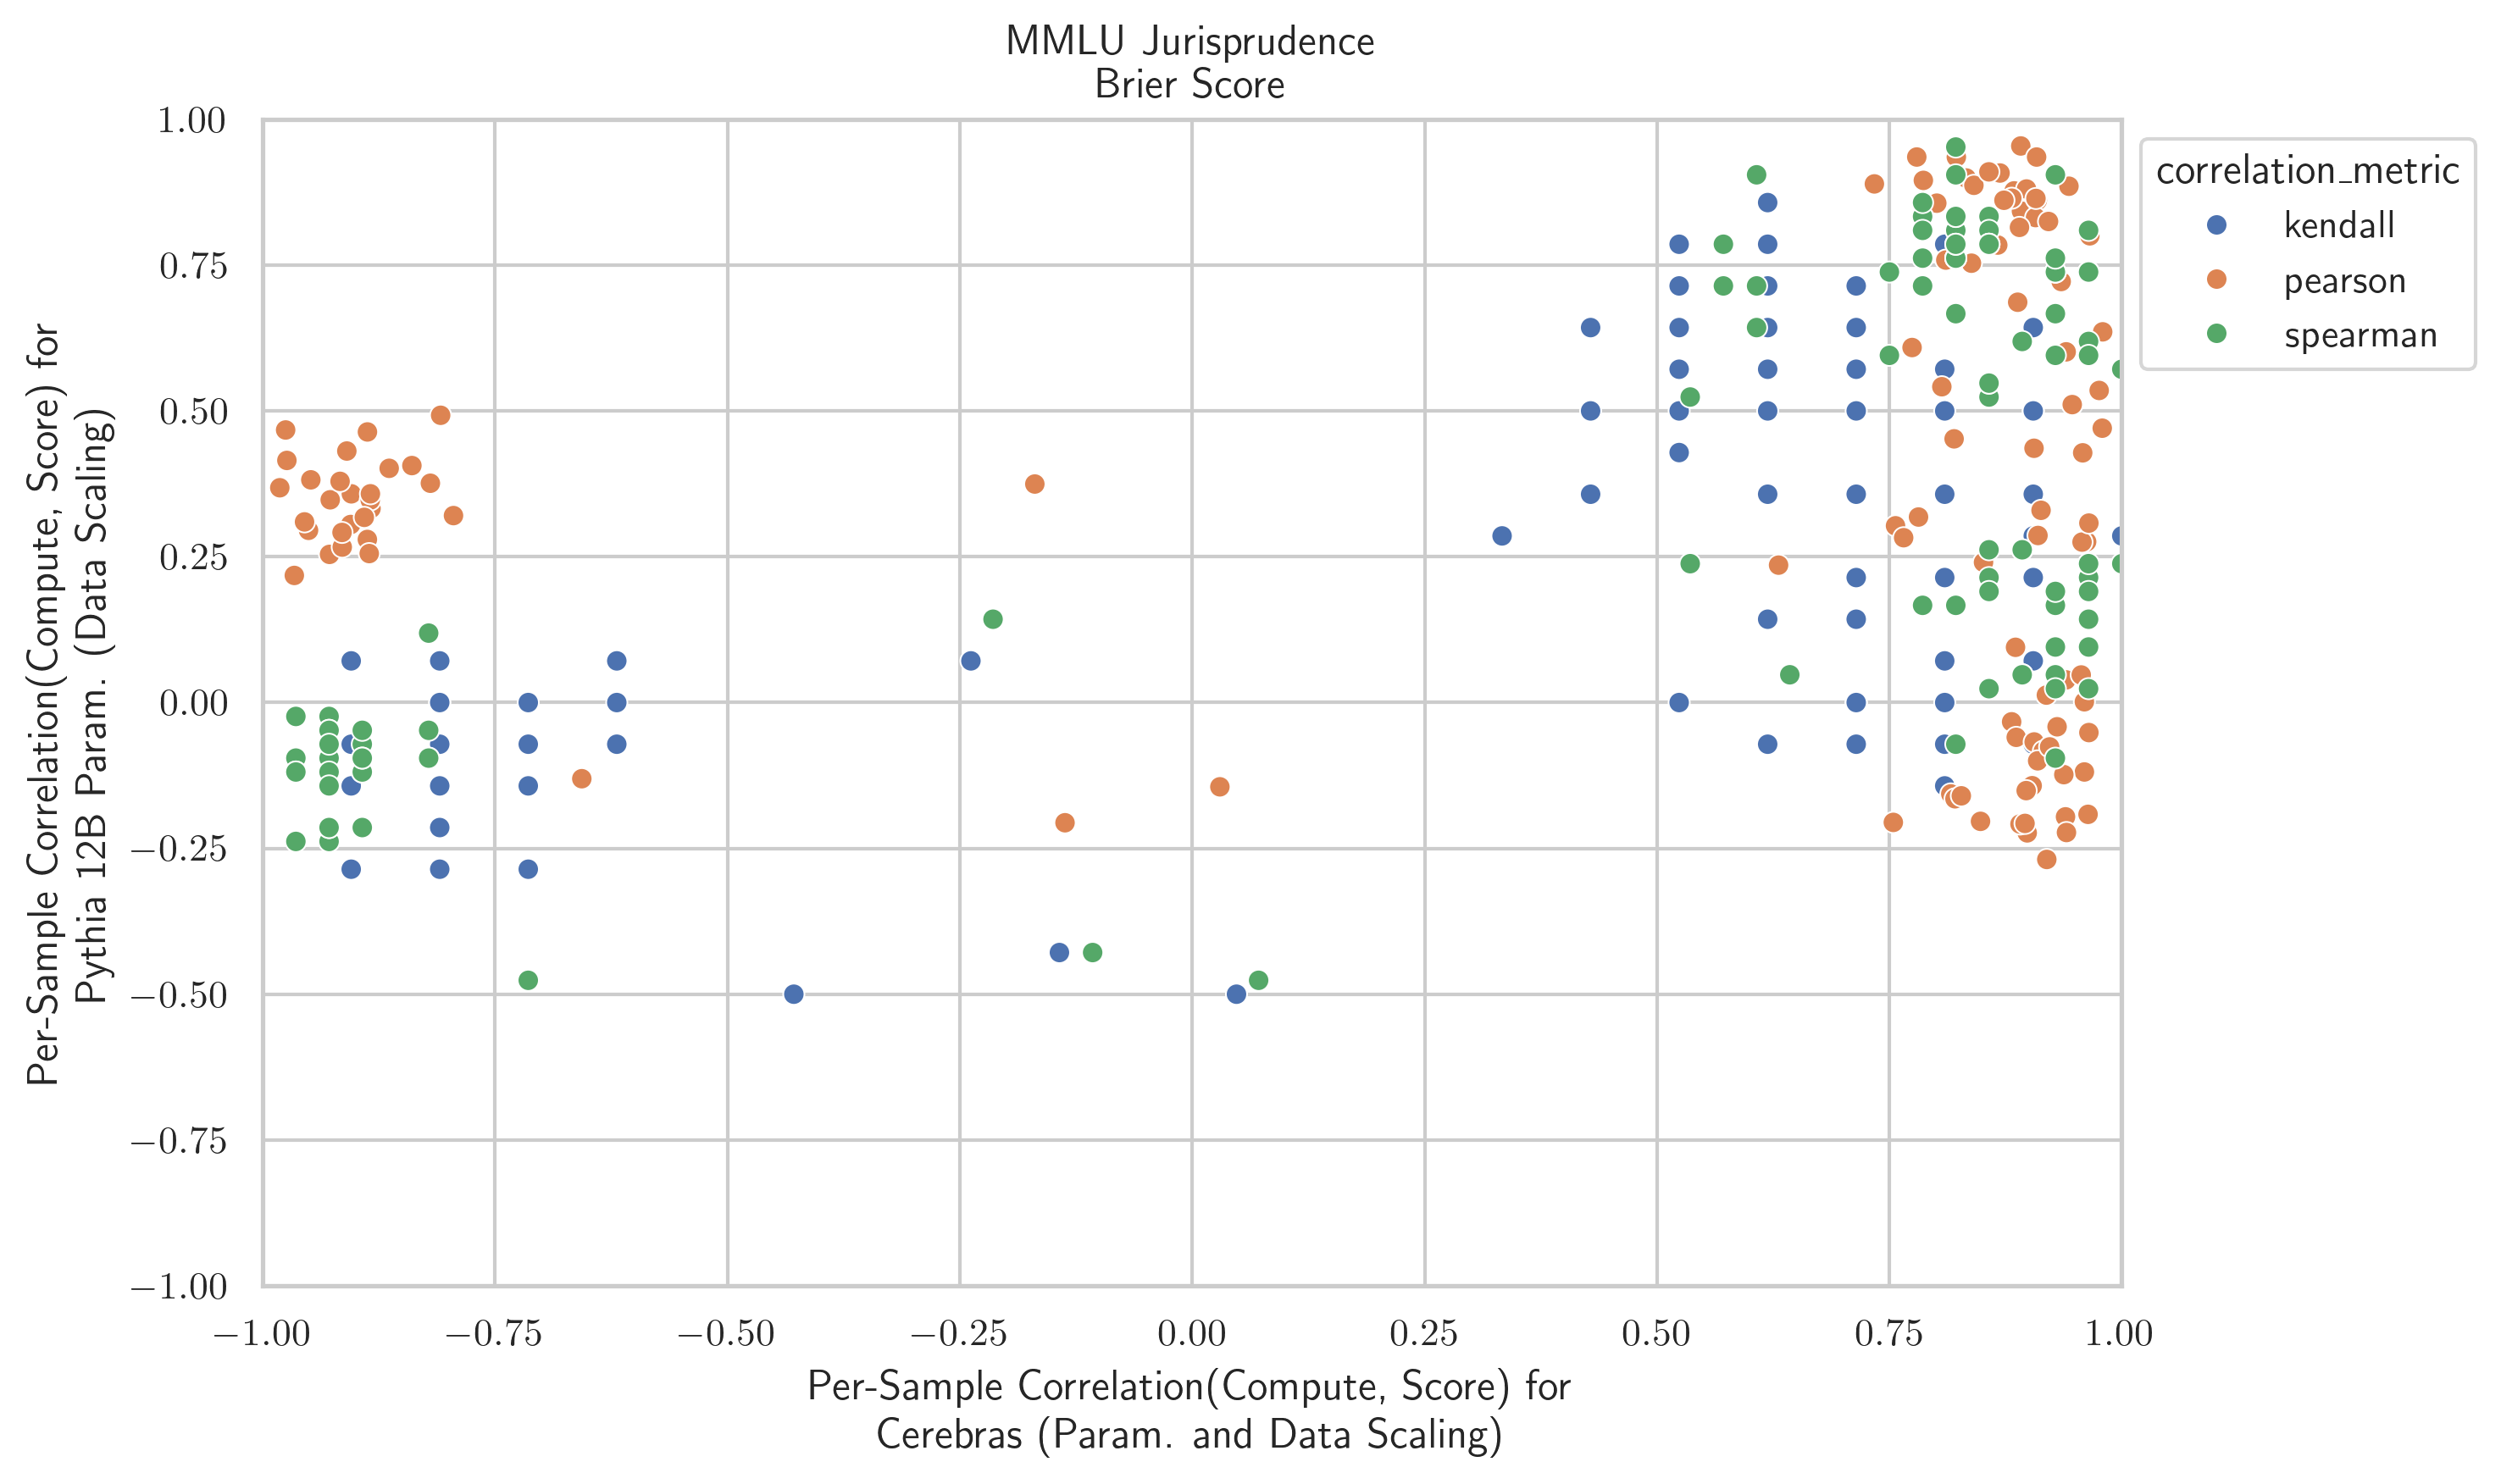 MMLU Jurisprudence
Brier Score
Per-Sample Correlation(Compute, Score) for
Pythia 12B Param. (Data Scaling)
1.00
0.75
0.50
0.25
0.00
−0.25
−0.50
−0.75
−1.00
−1.00
−0.75
−0.50
−0.25
0.00
0.25
0.50
0.75
1.00
Per-Sample Correlation(Compute, Score) for
Cerebras (Param. and Data Scaling)
correlation_metric
kendall
pearson
spearman